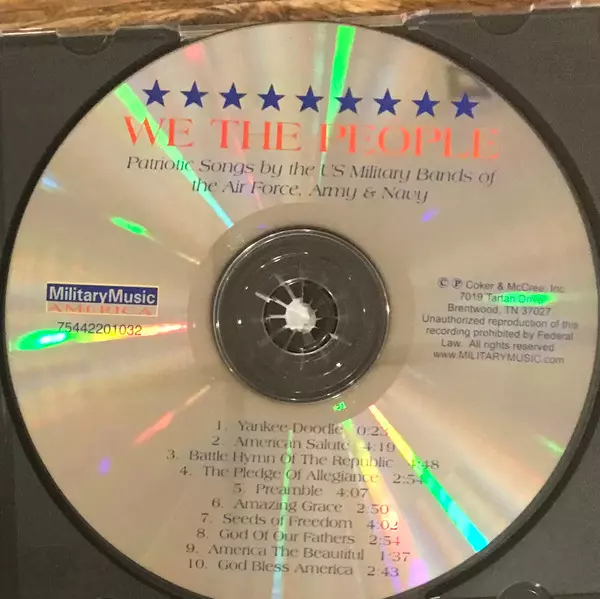 WE THE PEOPLE
Patriotic Songs by the US Military Bands of
the Air Force, Army & Navy
MilitaryMusic
AMERICA
75442201032
© ℗ Coker & McCree, Inc.
7019 Tartan Drive
Brentwood, TN 37027
Unauthorized reproduction of this
recording prohibited by Federal
Law. All rights reserved.
www.MILITARYMUSIC.com
1. Yankee Doodle 0:23
2. American Salute 4:19
3. Battle Hymn Of The Republic 4:48
4. The Pledge Of Allegiance 2:54
5. Preamble 4:07
6. Amazing Grace 2:50
7. Seeds of Freedom 4:02
8. God Of Our Fathers 2:54
9. America The Beautiful 1:37
10. God Bless America 2:43